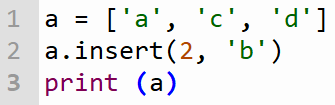 1 a = ['a', 'c', 'd']
2 a.insert(2, 'b')
3 print (a)